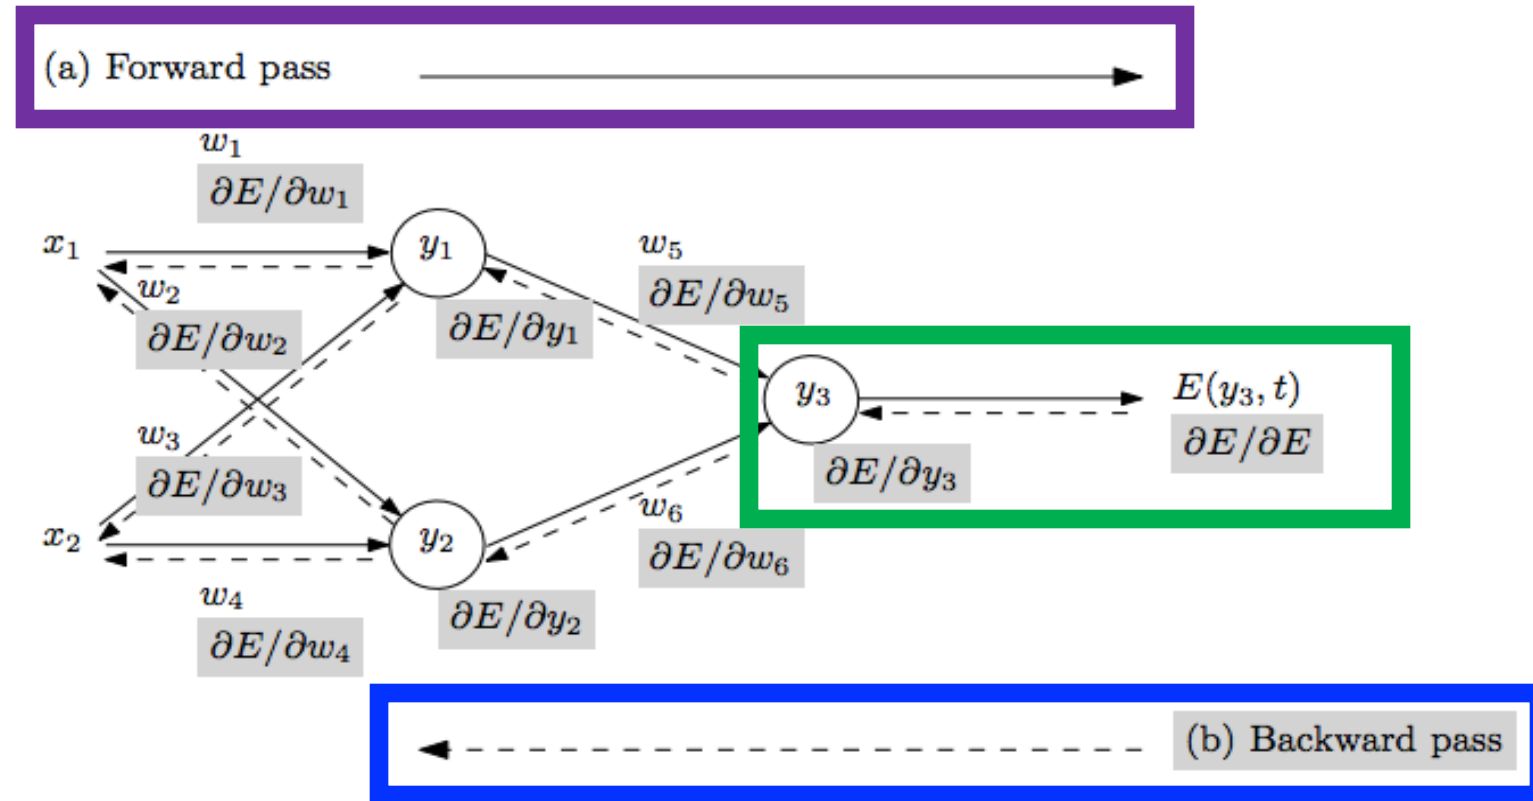 (a) Forward pass
w₁
∂E/∂w₁
x₁
y₁
w₅
w₂
∂E/∂w₅
∂E/∂w₂
∂E/∂y₁
y₃
E(y₃, t)
w₃
∂E/∂E
∂E/∂w₃
∂E/∂y₃
x₂
y₂
w₆
∂E/∂w₆
w₄
∂E/∂y₂
∂E/∂w₄
(b) Backward pass